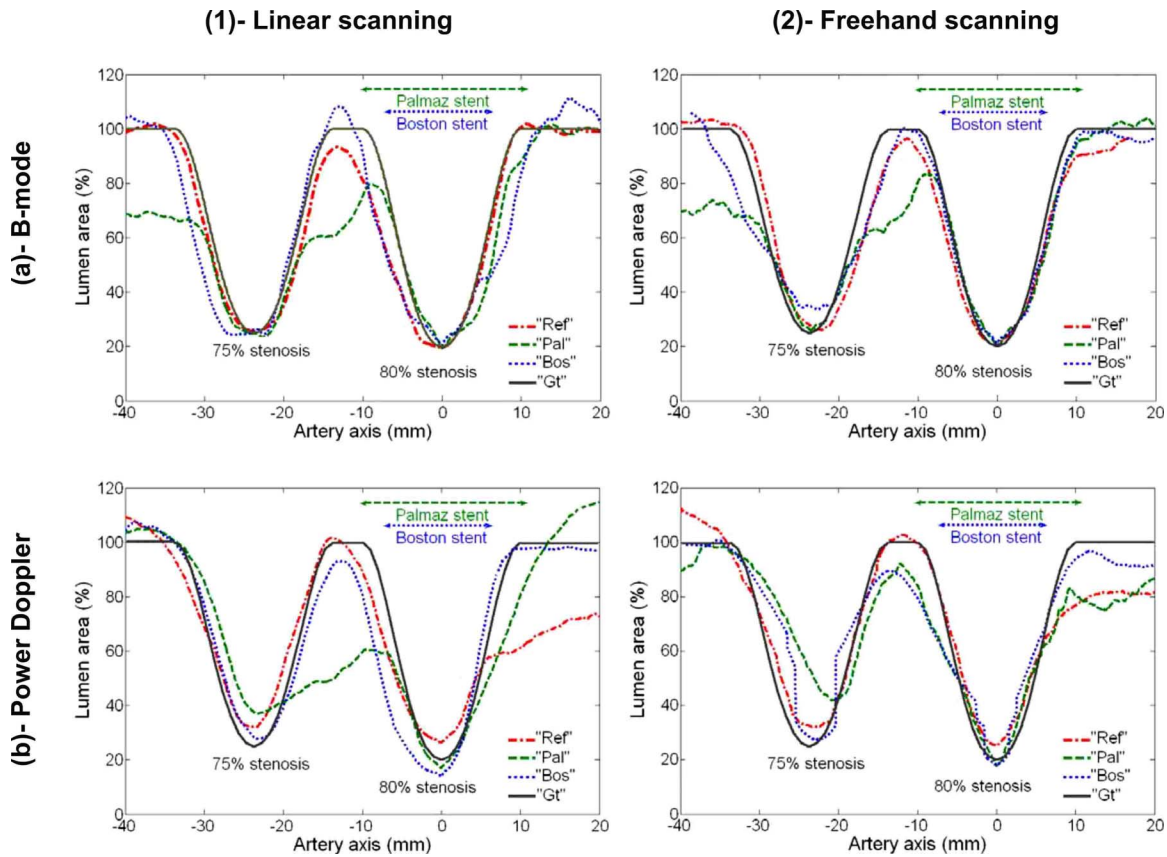 (1)- Linear scanning
(2)- Freehand scanning
(a)- B-mode
Lumen area (%)
120
100
80
60
40
20
0
Palmaz stent
Boston stent
75% stenosis
80% stenosis
"Ref"
"Pal"
"Bos"
"Gt"
-40 -30 -20 -10 0 10 20
Artery axis (mm)
Lumen area (%)
120
100
80
60
40
20
0
Palmaz stent
Boston stent
75% stenosis
80% stenosis
"Ref"
"Pal"
"Bos"
"Gt"
-40 -30 -20 -10 0 10 20
Artery axis (mm)
(b)- Power Doppler
Lumen area (%)
120
100
80
60
40
20
0
Palmaz stent
Boston stent
75% stenosis
80% stenosis
"Ref"
"Pal"
"Bos"
"Gt"
-40 -30 -20 -10 0 10 20
Artery axis (mm)
Lumen area (%)
120
100
80
60
40
20
0
Palmaz stent
Boston stent
75% stenosis
80% stenosis
"Ref"
"Pal"
"Bos"
"Gt"
-40 -30 -20 -10 0 10 20
Artery axis (mm)